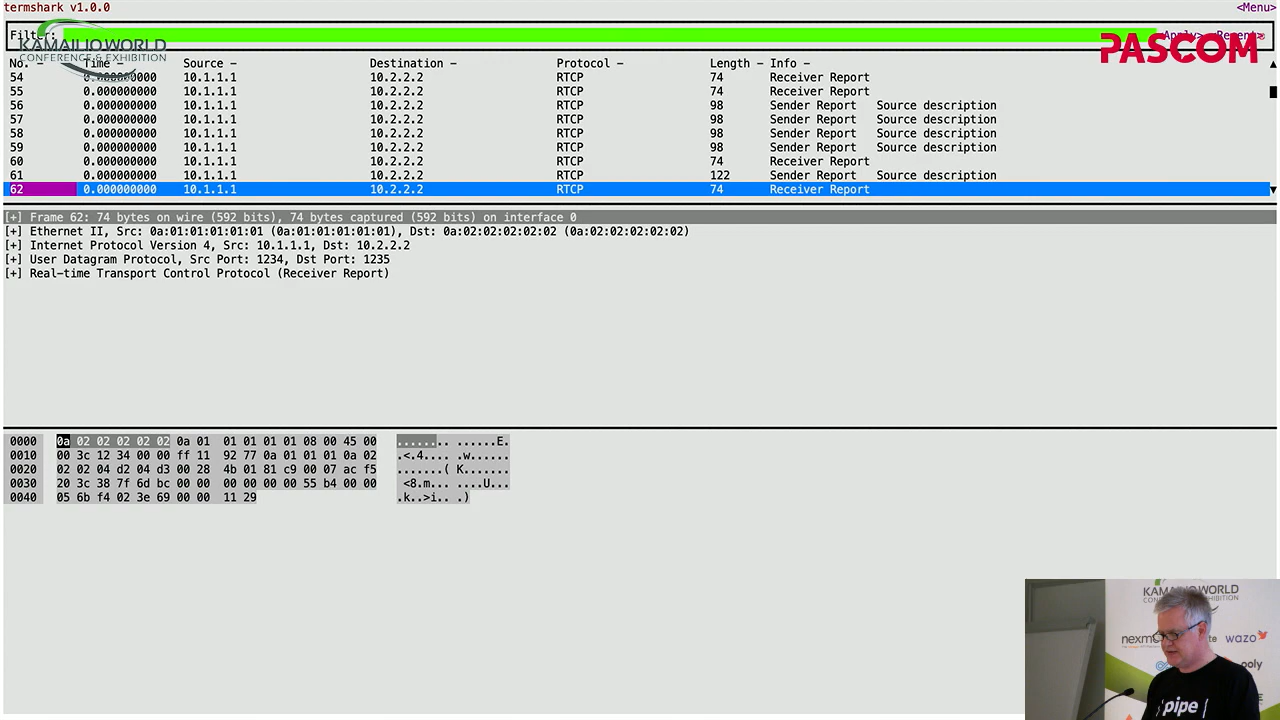 termshark v1.0.0 <Menu>
Filter: <Apply> <Recent>
KAMAILIO WORLD
CONFERENCE & EXHIBITION
PASCOM
No. – Time – Source – Destination – Protocol – Length – Info –
54 0.000000000 10.1.1.1 10.2.2.2 RTCP 74 Receiver Report
55 0.000000000 10.1.1.1 10.2.2.2 RTCP 74 Receiver Report
56 0.000000000 10.1.1.1 10.2.2.2 RTCP 98 Sender Report Source description
57 0.000000000 10.1.1.1 10.2.2.2 RTCP 98 Sender Report Source description
58 0.000000000 10.1.1.1 10.2.2.2 RTCP 98 Sender Report Source description
59 0.000000000 10.1.1.1 10.2.2.2 RTCP 98 Sender Report Source description
60 0.000000000 10.1.1.1 10.2.2.2 RTCP 74 Receiver Report
61 0.000000000 10.1.1.1 10.2.2.2 RTCP 122 Sender Report Source description
62 0.000000000 10.1.1.1 10.2.2.2 RTCP 74 Receiver Report
[+] Frame 62: 74 bytes on wire (592 bits), 74 bytes captured (592 bits) on interface 0
[+] Ethernet II, Src: 0a:01:01:01:01:01 (0a:01:01:01:01:01), Dst: 0a:02:02:02:02:02 (0a:02:02:02:02:02)
[+] Internet Protocol Version 4, Src: 10.1.1.1, Dst: 10.2.2.2
[+] User Datagram Protocol, Src Port: 1234, Dst Port: 1235
[+] Real-time Transport Control Protocol (Receiver Report)
0000 0a 02 02 02 02 02 0a 01 01 01 01 01 08 00 45 00 ........ ......E.
0010 00 3c 12 34 00 00 ff 11 92 77 0a 01 01 01 0a 02 .<.4.... .w......
0020 02 02 04 d2 04 d3 00 28 4b 01 81 c9 00 07 ac f5 .......( K.......
0030 20 3c 38 7f 6d bc 00 00 00 00 00 00 55 b4 00 00 <8.m... ....U...
0040 05 6b f4 02 3e 69 00 00 11 29 .k..>i.. .)
KAMAILIO WORLD
nexmo
wazo
pipe